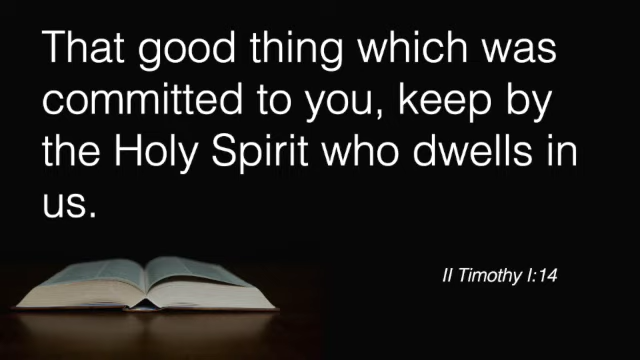 That good thing which was
committed to you, keep by
the Holy Spirit who dwells in
us.
II Timothy I:14